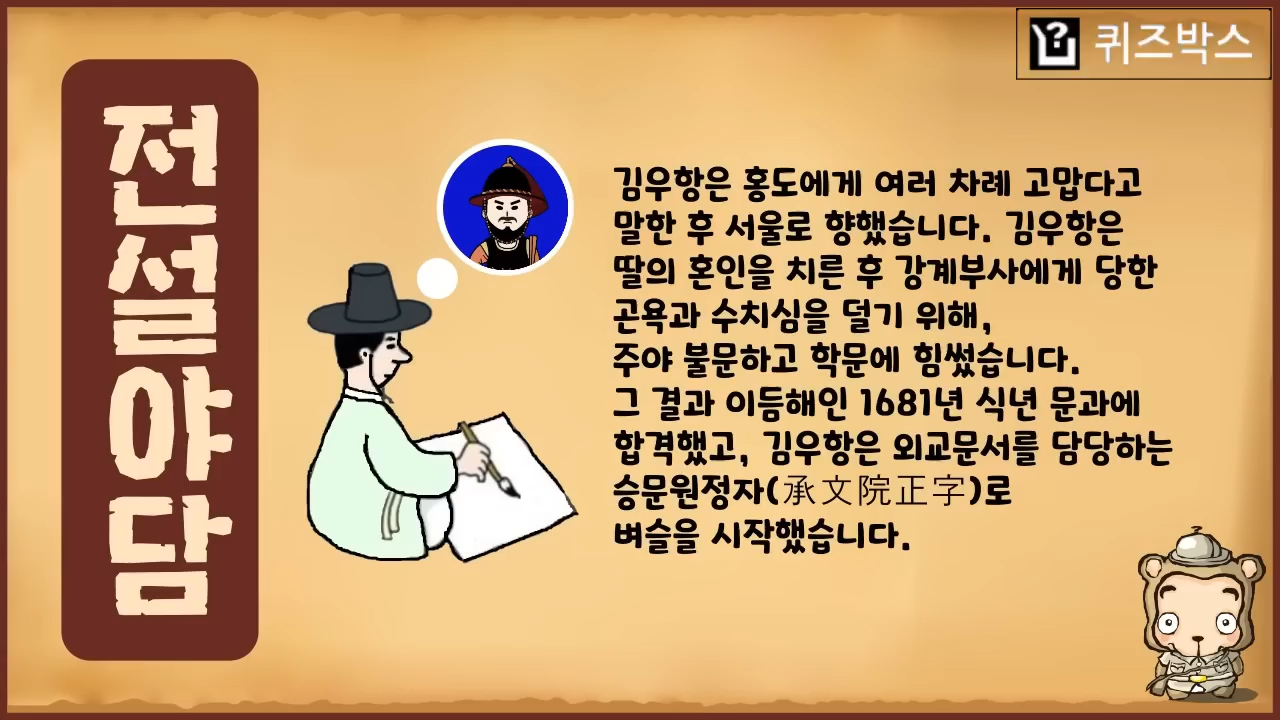 퀴즈박스
전설야담
김우항은 홍도에게 여러 차례 고맙다고
말한 후 서울로 향했습니다. 김우항은
딸의 혼인을 치른 후 강계부사에게 당한
곤욕과 수치심을 덜기 위해,
주야 불문하고 학문에 힘썼습니다.
그 결과 이듬해인 1681년 식년 문과에
합격했고, 김우항은 외교문서를 담당하는
승문원정자(承文院正字)로
벼슬을 시작했습니다.